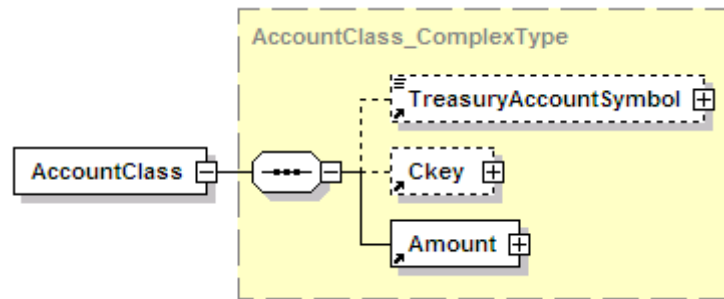 AccountClass_ComplexType
TreasuryAccountSymbol
AccountClass
Ckey
Amount